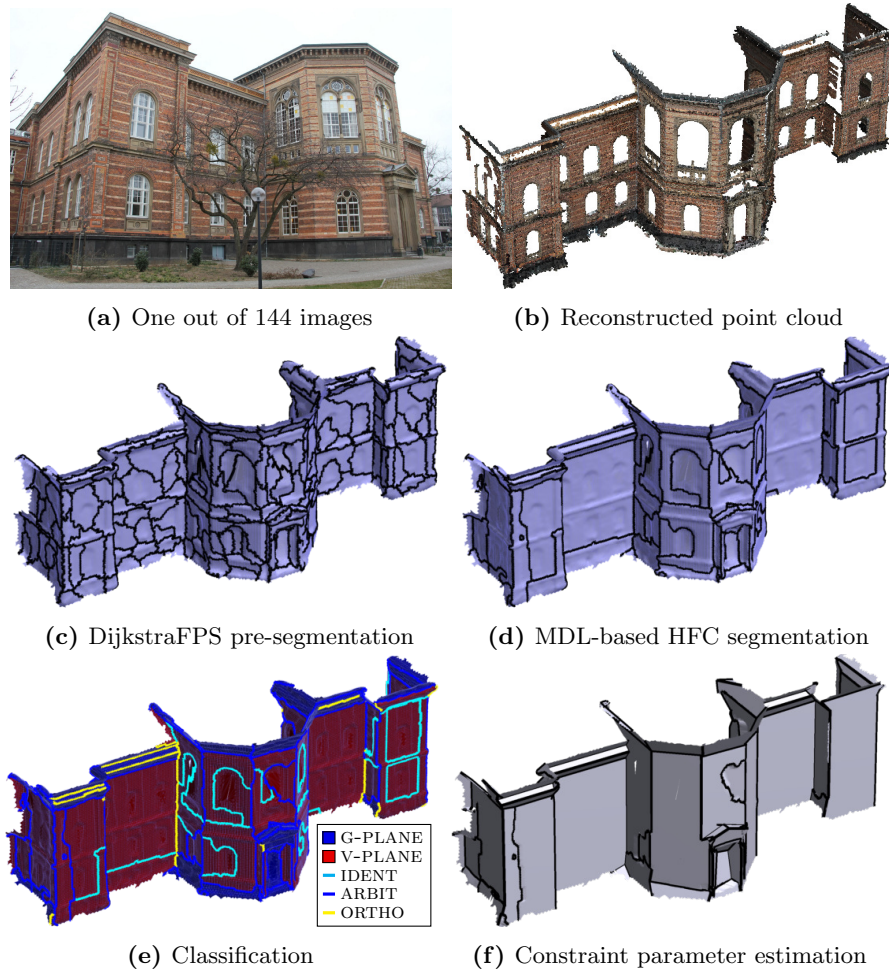 (a) One out of 144 images
(b) Reconstructed point cloud
(c) DijkstraFPS pre-segmentation
(d) MDL-based HFC segmentation
G-PLANE
V-PLANE
IDENT
ARBIT
ORTHO
(e) Classification
(f) Constraint parameter estimation